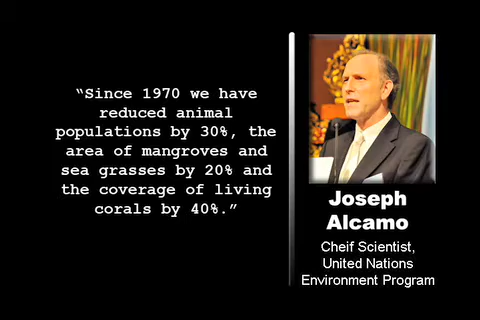 “Since 1970 we have
reduced animal
populations by 30%, the
area of mangroves and
sea grasses by 20% and
the coverage of living
corals by 40%.”
Joseph
Alcamo
Cheif Scientist,
United Nations
Environment Program